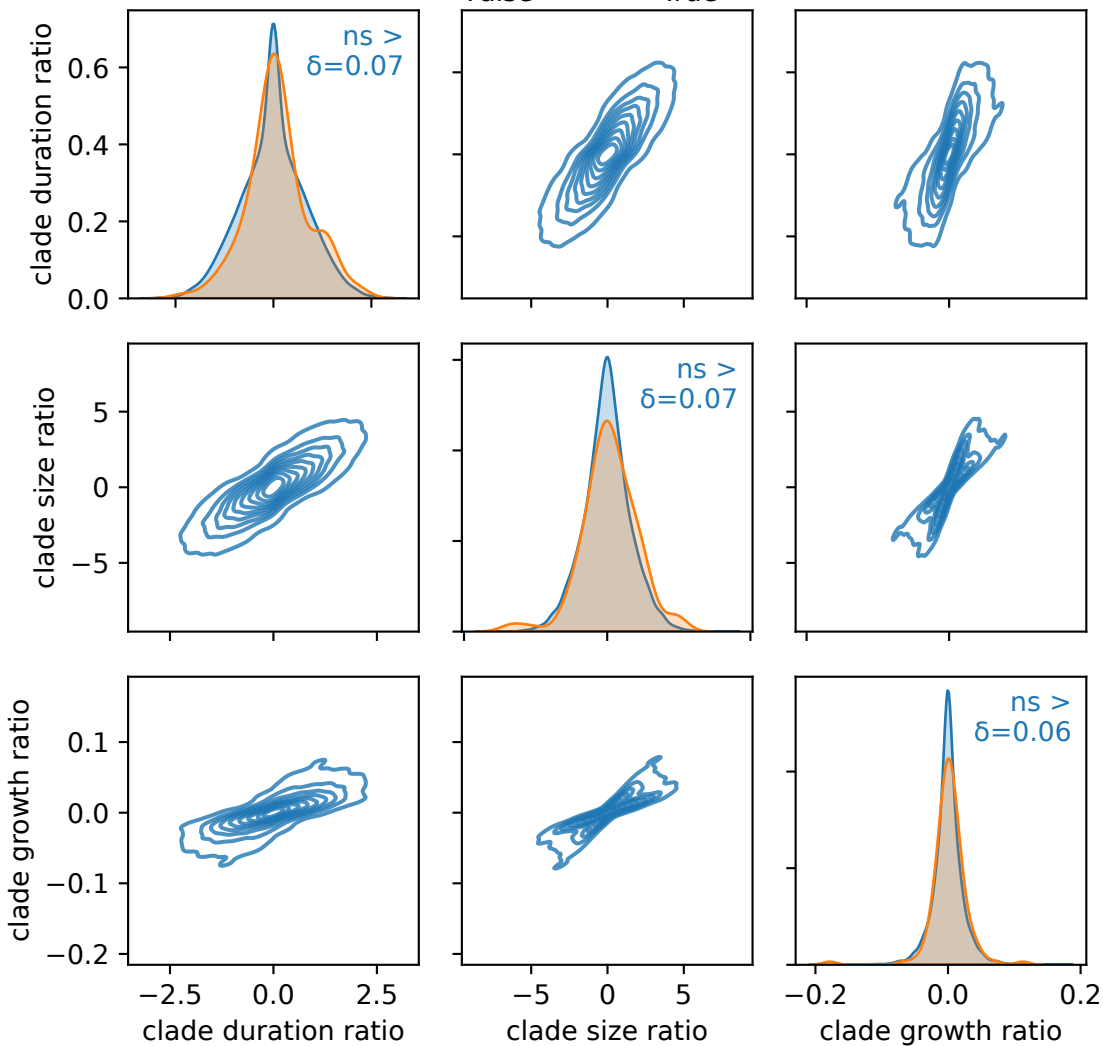 clade duration ratio
0.6
0.4
0.2
0.0
ns >
δ=0.07
clade size ratio
5
0
−5
ns >
δ=0.07
clade growth ratio
0.1
0.0
−0.1
−0.2
ns >
δ=0.06
−2.5 0.0 2.5
−5 0 5
−0.2 0.0 0.2
clade duration ratio
clade size ratio
clade growth ratio